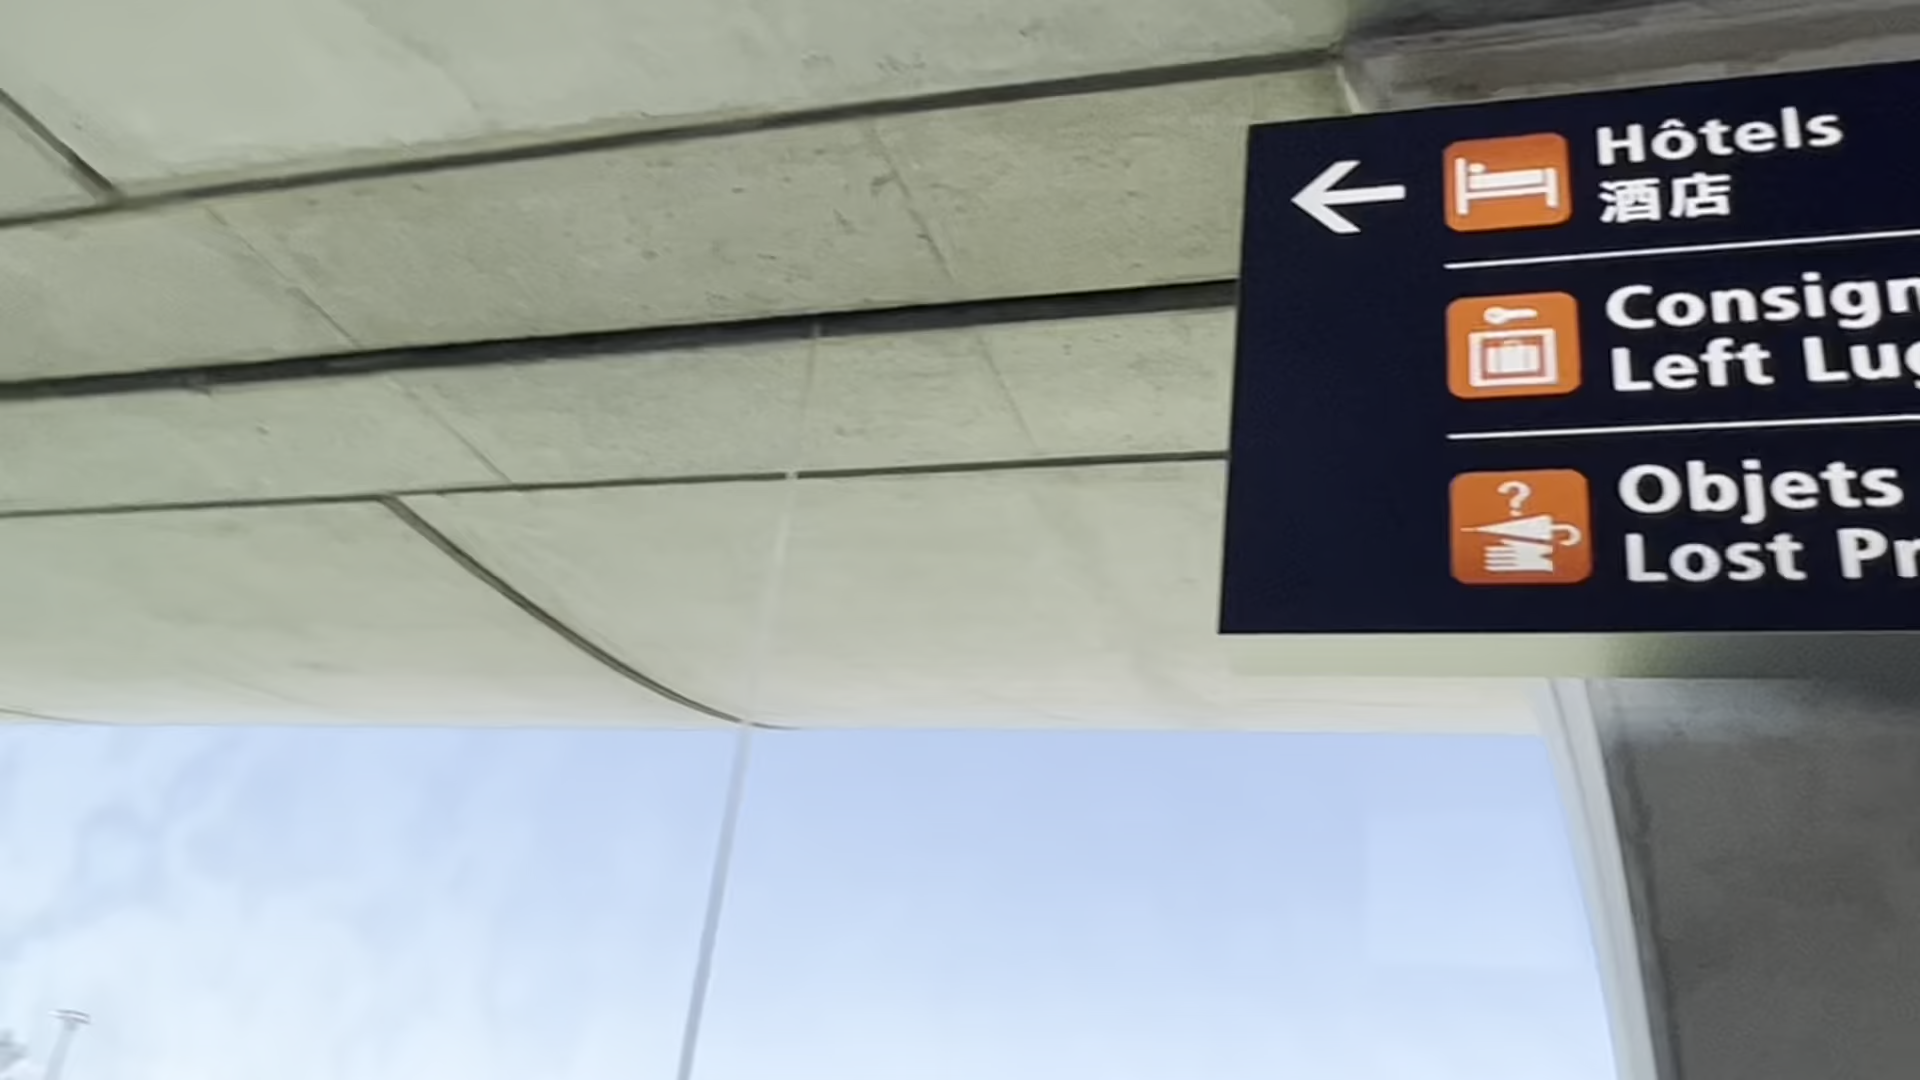 Hôtels
酒店
Consign
Left Lug
Objets
Lost Pr